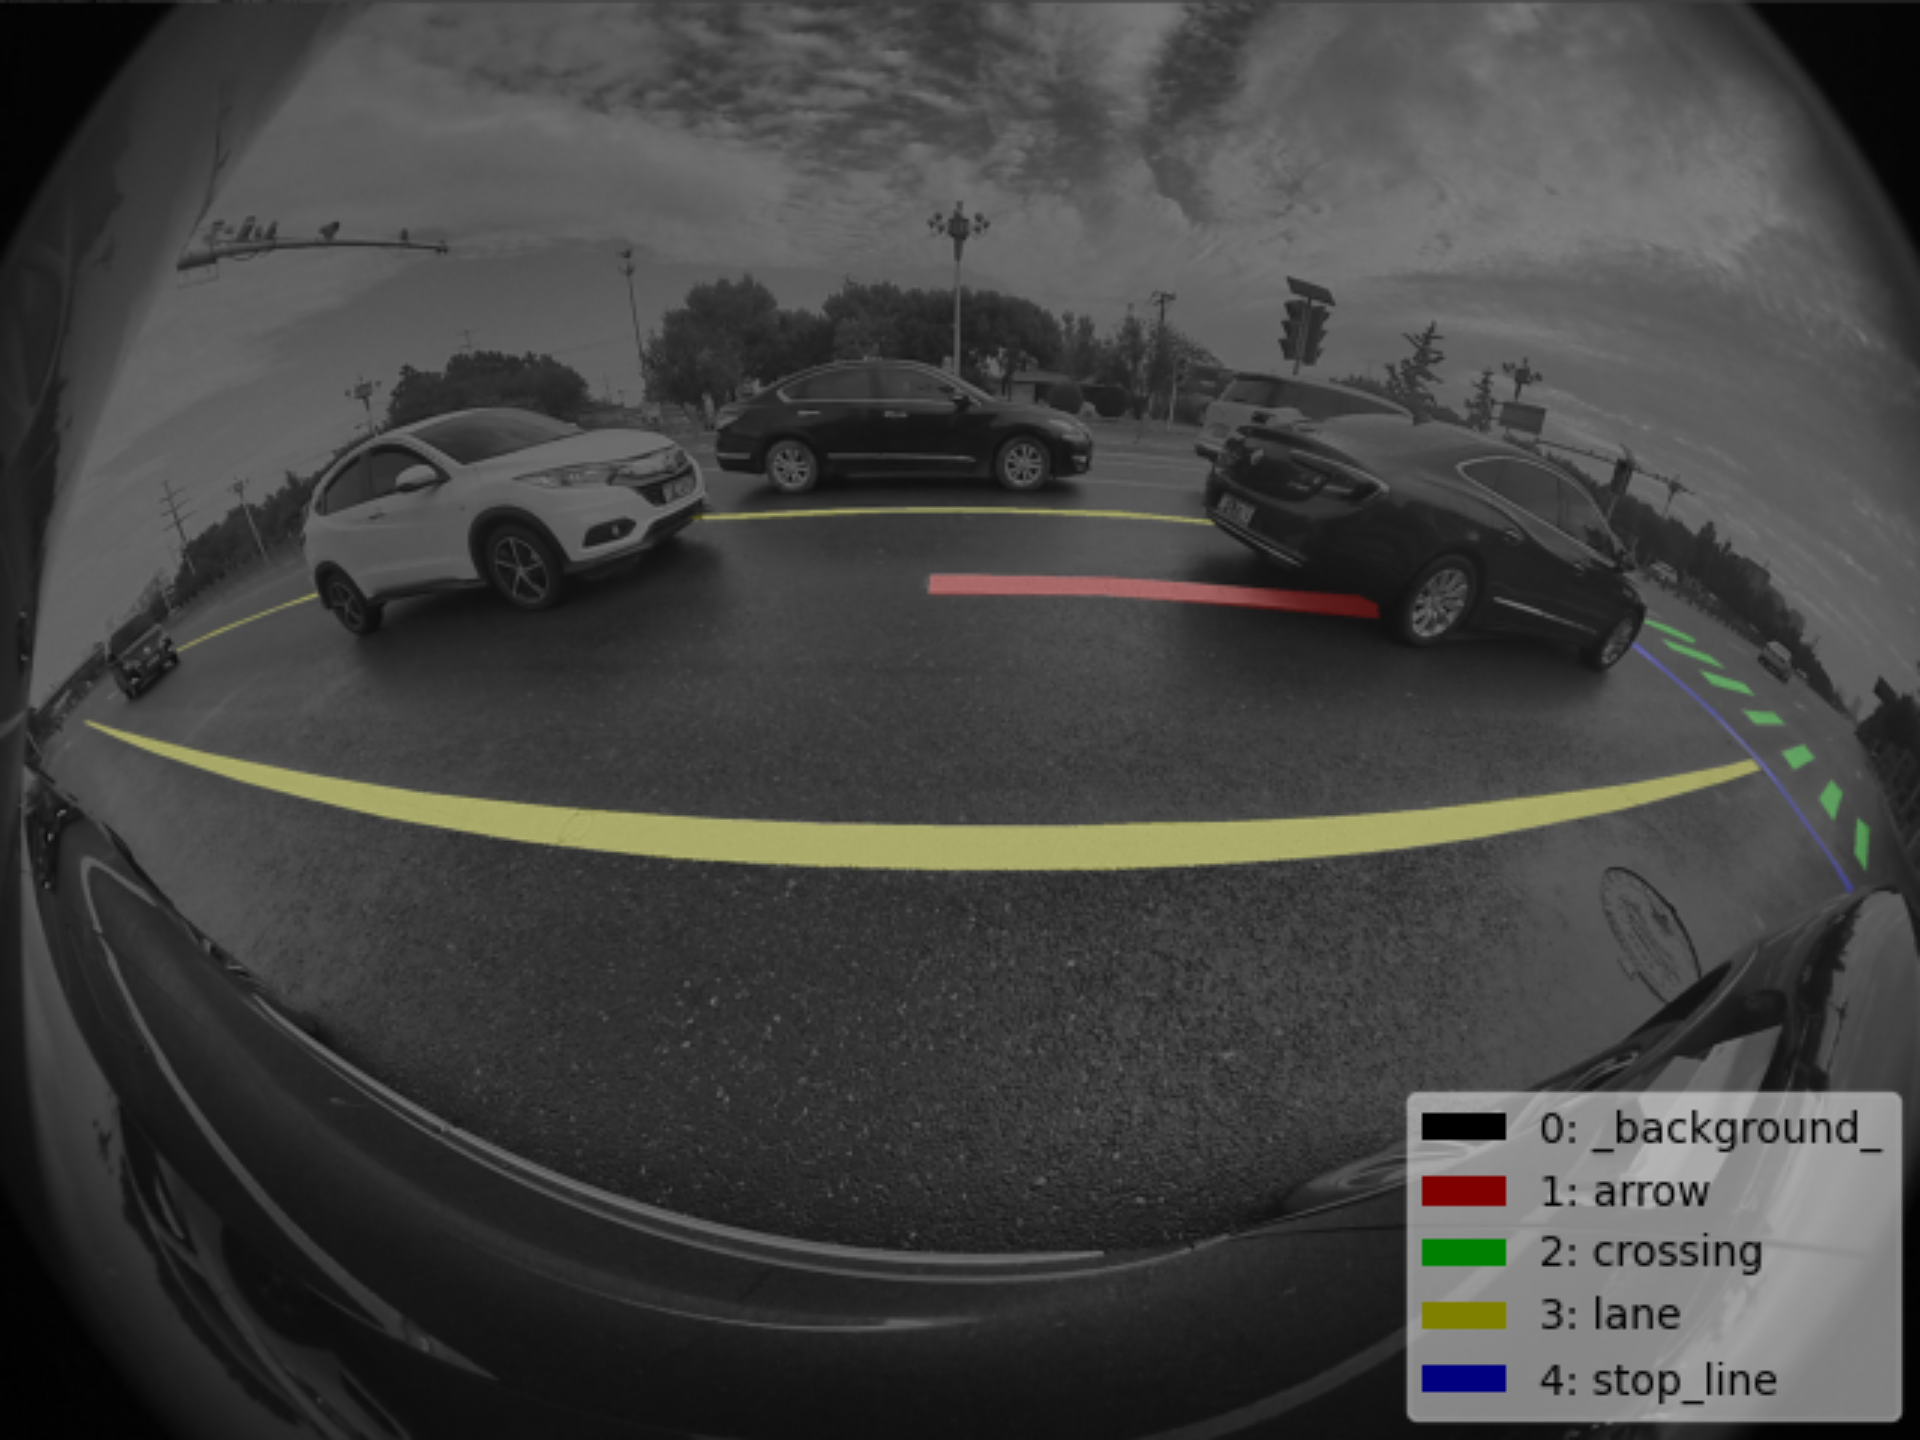 0: _background_
1: arrow
2: crossing
3: lane
4: stop_line